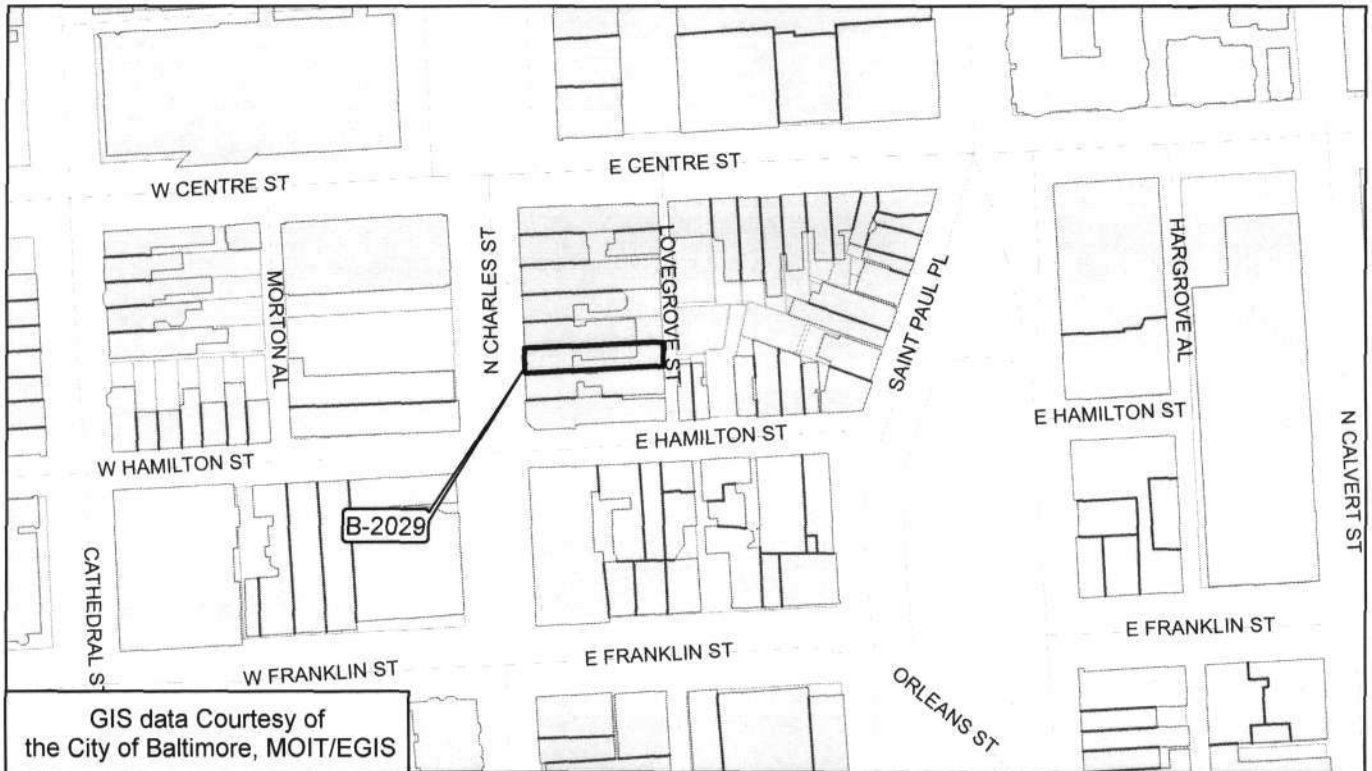 E CENTRE ST
W CENTRE ST
N CHARLES ST
LOVEGROVE ST
HARGROVE AL
MORTON AL
SAINT PAUL PL
E HAMILTON ST
E HAMILTON ST
W HAMILTON ST
N CALVERT ST
B-2029
CATHEDRAL S
E FRANKLIN ST
E FRANKLIN ST
W FRANKLIN ST
ORLEANS ST
GIS data Courtesy of
the City of Baltimore, MOIT/EGIS